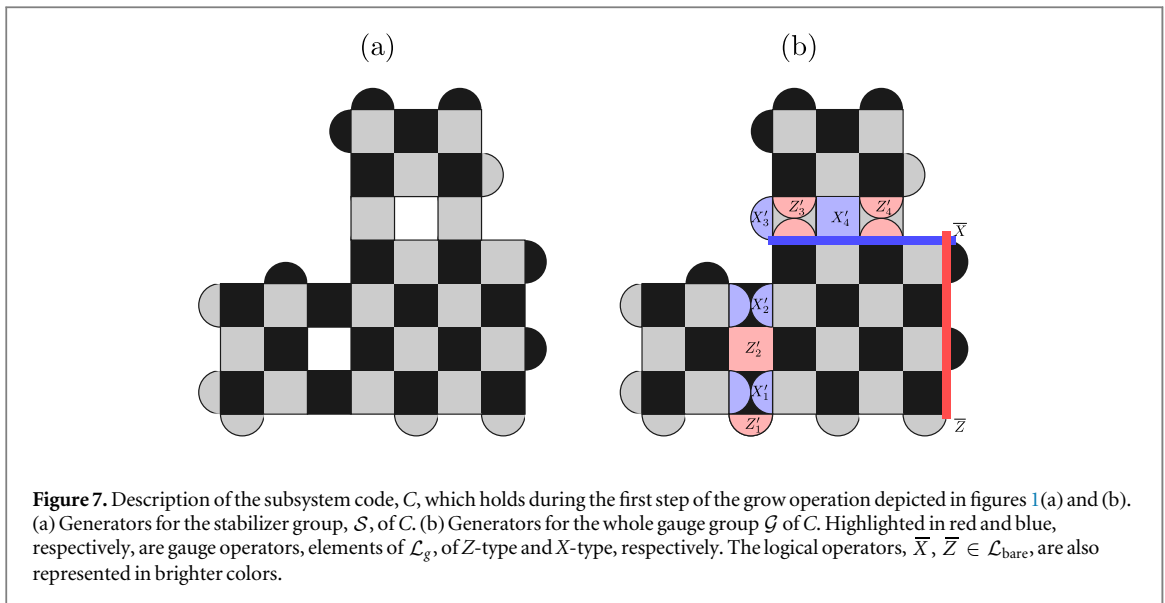 (a) (b)
Z′3 Z′4
X′3 X′4
X̅
X′2
Z′2
X′1
Z′1
Z̅
Figure 7. Description of the subsystem code, C, which holds during the first step of the grow operation depicted in figures 1(a) and (b).
(a) Generators for the stabilizer group, 𝒮, of C. (b) Generators for the whole gauge group 𝒢 of C. Highlighted in red and blue,
respectively, are gauge operators, elements of ℒg, of Z-type and X-type, respectively. The logical operators, X̅, Z̅ ∈ ℒbare, are also
represented in brighter colors.